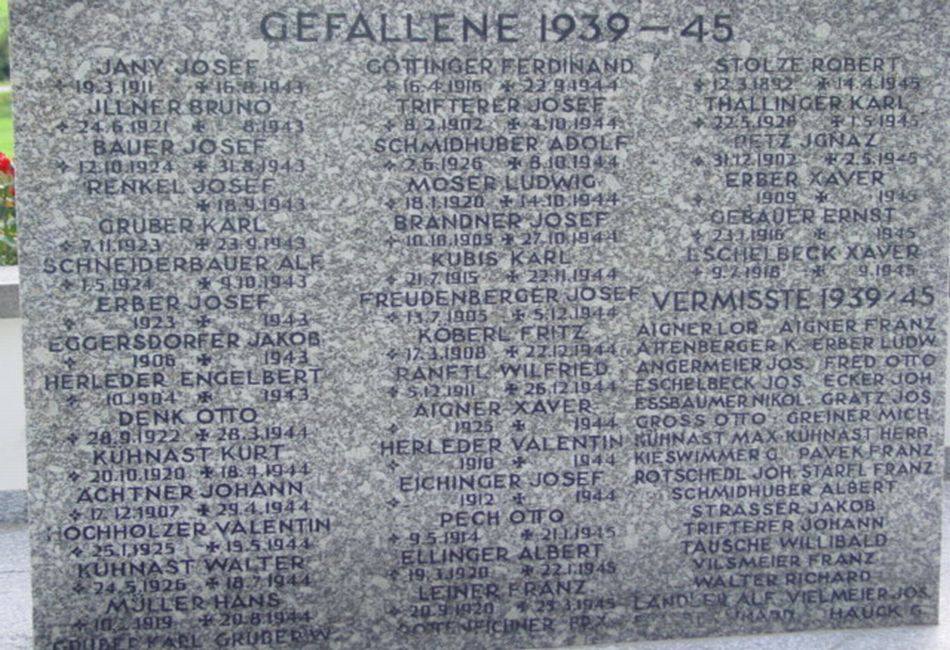 GEFALLENE 1939-45
JANY JOSEF
19.3.1911 ✠ 16.8.1943
JLLNER BRUNO
24.6.1921 ✠ 8.1943
BAUER JOSEF
12.10.1924 ✠ 31.8.1943
RENKEL JOSEF
✠ 18.9.1943
GRUBER KARL
7.11.1923 ✠ 23.9.1943
SCHNEIDERBAUER ALF.
1.5.1924 ✠ 9.10.1943
ERBER JOSEF
1923 ✠ 1943
EGGERSDORFER JAKOB
1906 ✠ 1943
HERLEDER ENGELBERT
10.1904 ✠ 1943
DENK OTTO
28.9.1922 ✠ 28.3.1944
KÜHNAST KURT
20.10.1920 ✠ 18.4.1944
ACHTNER JOHANN
17.12.1907 ✠ 29.4.1944
HOCHHOLZER VALENTIN
25.1.1925 ✠ 19.5.1944
KÜHNAST WALTER
24.5.1926 ✠ 18.7.1944
MÜLLER HANS
1919 ✠ 20.8.1944
GRUBER KARL GRUBER W.
GÖTTINGER FERDINAND
16.4.1916 ✠ 22.9.1944
TRIFTERER JOSEF
8.2.1902 ✠ 4.10.1944
SCHMIDHUBER ADOLF
2.6.1926 ✠ 8.10.1944
MOSER LUDWIG
18.1.1920 ✠ 14.10.1944
BRANDNER JOSEF
10.10.1905 ✠ 27.10.1944
KUBIS KARL
21.7.1915 ✠ 22.11.1944
FREUDENBERGER JOSEF
13.7.1905 ✠ 5.12.1944
KÖBERL FRITZ
17.3.1908 ✠ 22.12.1944
RANFTL WILFRIED
5.12.1911 ✠ 26.12.1944
AIGNER XAVER
1925 ✠ 1944
HERLEDER VALENTIN
1910 ✠ 1944
EICHINGER JOSEF
1912 ✠ 1944
PECH OTTO
9.5.1914 ✠ 21.1.1945
ELLINGER ALBERT
19.3.1920 ✠ 22.1.1945
LEINER FRANZ
20.9.1920 ✠ 23.3.1945
STOLZE ROBERT
12.3.1892 ✠ 14.4.1945
THALLINGER KARL
22.5.1928 ✠ 1.5.1945
PETZ JGNAZ
31.12.1902 ✠ 2.5.1945
ERBER XAVER
1909 ✠ 1945
GEBAUER ERNST
23.1.1916 ✠ 1945
ESCHELBECK XAVER
9.2.1918 ✠ 9.1945
VERMISSTE 1939/45
AIGNER LOR. AIGNER FRANZ
ATTENBERGER K. ERBER LUDW.
ANGERMEIER JOS. FRED OTTO
ESCHELBECK JOS. ECKER JOH.
ESSBAUMER NIKOL. GRATZ JOS.
GROSS OTTO. GREINER MICH.
KÜHNAST MAX KÜHNAST HERB.
KIESWIMMER G. PAVEK FRANZ
ROTSCHEDL JOH. STARFL FRANZ
SCHMIDHUBER ALBERT
STRASSER JAKOB
TRIFTERER JOHANN
TAUSCHE WILLIBALD
VILSMEIER FRANZ
WALTER RICHARD
LANDLER ALF. VIELMEIER JOS.
HAUCK G.